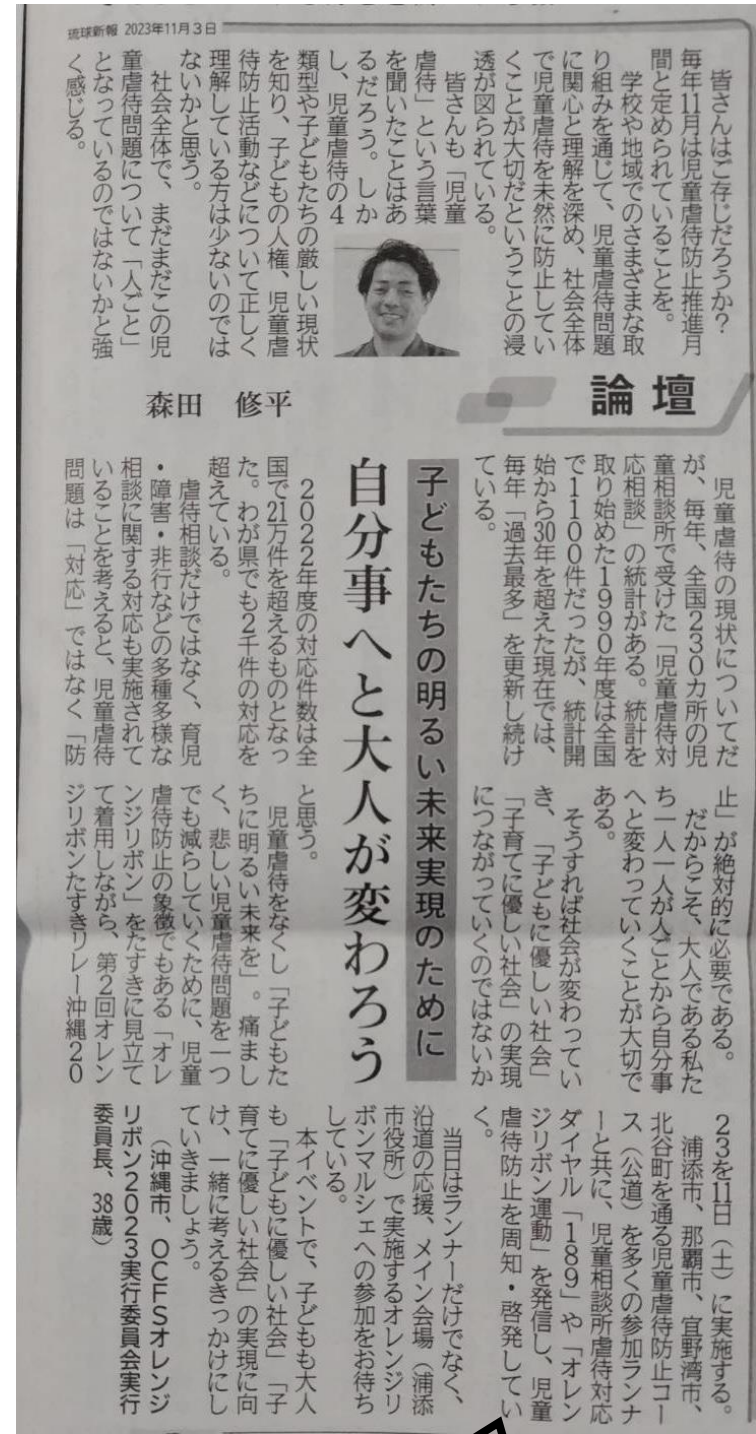 琉球新報 2023年11月3日
皆さんはご存じだろうか?
毎年11月は児童虐待防止推進月
間と定められていることを。
学校や地域でのさまざまな取
り組みを通じて、児童虐待問題
に関心と理解を深め、社会全体
で児童虐待を未然に防止してい
くことが大切だということの浸
透が図られている。
皆さんも「児童
虐待」という言葉
を聞いたことはあ
るだろう。しか
し、児童虐待の4
類型や子どもたちの厳しい現状
を知り、子どもの人権、児童虐
待防止活動などについて正しく
理解している方は少ないのでは
ないかと思う。
社会全体で、まだまだこの児
童虐待問題について「人ごと」
となっているのではないかと強
く感じる。
論壇
森田 修平
子どもたちの明るい未来実現のために
自分事へと大人が変わろう
児童虐待の現状についてだ
が、毎年、全国230カ所の児
童相談所で受けた「児童虐待対
応相談」の統計がある。統計を
取り始めた1990年度は全国
で1100件だったが、統計開
始から30年を超えた現在では、
毎年「過去最多」を更新し続け
ている。
2022年度の対応件数は全
国で21万件を超えるものとなっ
た。わが県でも2千件の対応を
超えている。
虐待相談だけではなく、育児
・障害・非行などの多種多様な
相談に関する対応も実施されて
いることを考えると、児童虐待
問題は「対応」ではなく「防
止」が絶対的に必要である。
だからこそ、大人である私た
ち一人一人が人ごとから自分事
へと変わっていくことが大切で
ある。
そうすれば社会が変わってい
き、「子どもに優しい社会」
「子育てに優しい社会」の実現
につながっていくのではないか
と思う。
児童虐待をなくし「子どもた
ちに明るい未来を」。痛まし
く、悲しい児童虐待問題を一つ
でも減らしていくために、児童
虐待防止の象徴でもある「オレ
ンジリボン」をたすきに見立て
て着用しながら、第2回オレン
ジリボンたすきリレー沖縄20
23を11日(土)に実施する。
浦添市、那覇市、宜野湾市、
北谷町を通る児童虐待防止コー
ス(公道)を多くの参加ランナ
ーと共に、児童相談所虐待対応
ダイヤル「189」や「オレン
ジリボン運動」を発信し、児童
虐待防止を周知・啓発してい
く。
当日はランナーだけでなく、
沿道の応援、メイン会場(浦添
市役所)で実施するオレンジリ
ボンマルシェへの参加をお待ち
している。
本イベントで、子どもも大人
も「子どもに優しい社会」「子
育てに優しい社会」の実現に向
け、一緒に考えるきっかけにし
ていきましょう。
(沖縄市、OCFSオレンジ
リボン2023実行委員会実行
委員長、38歳)